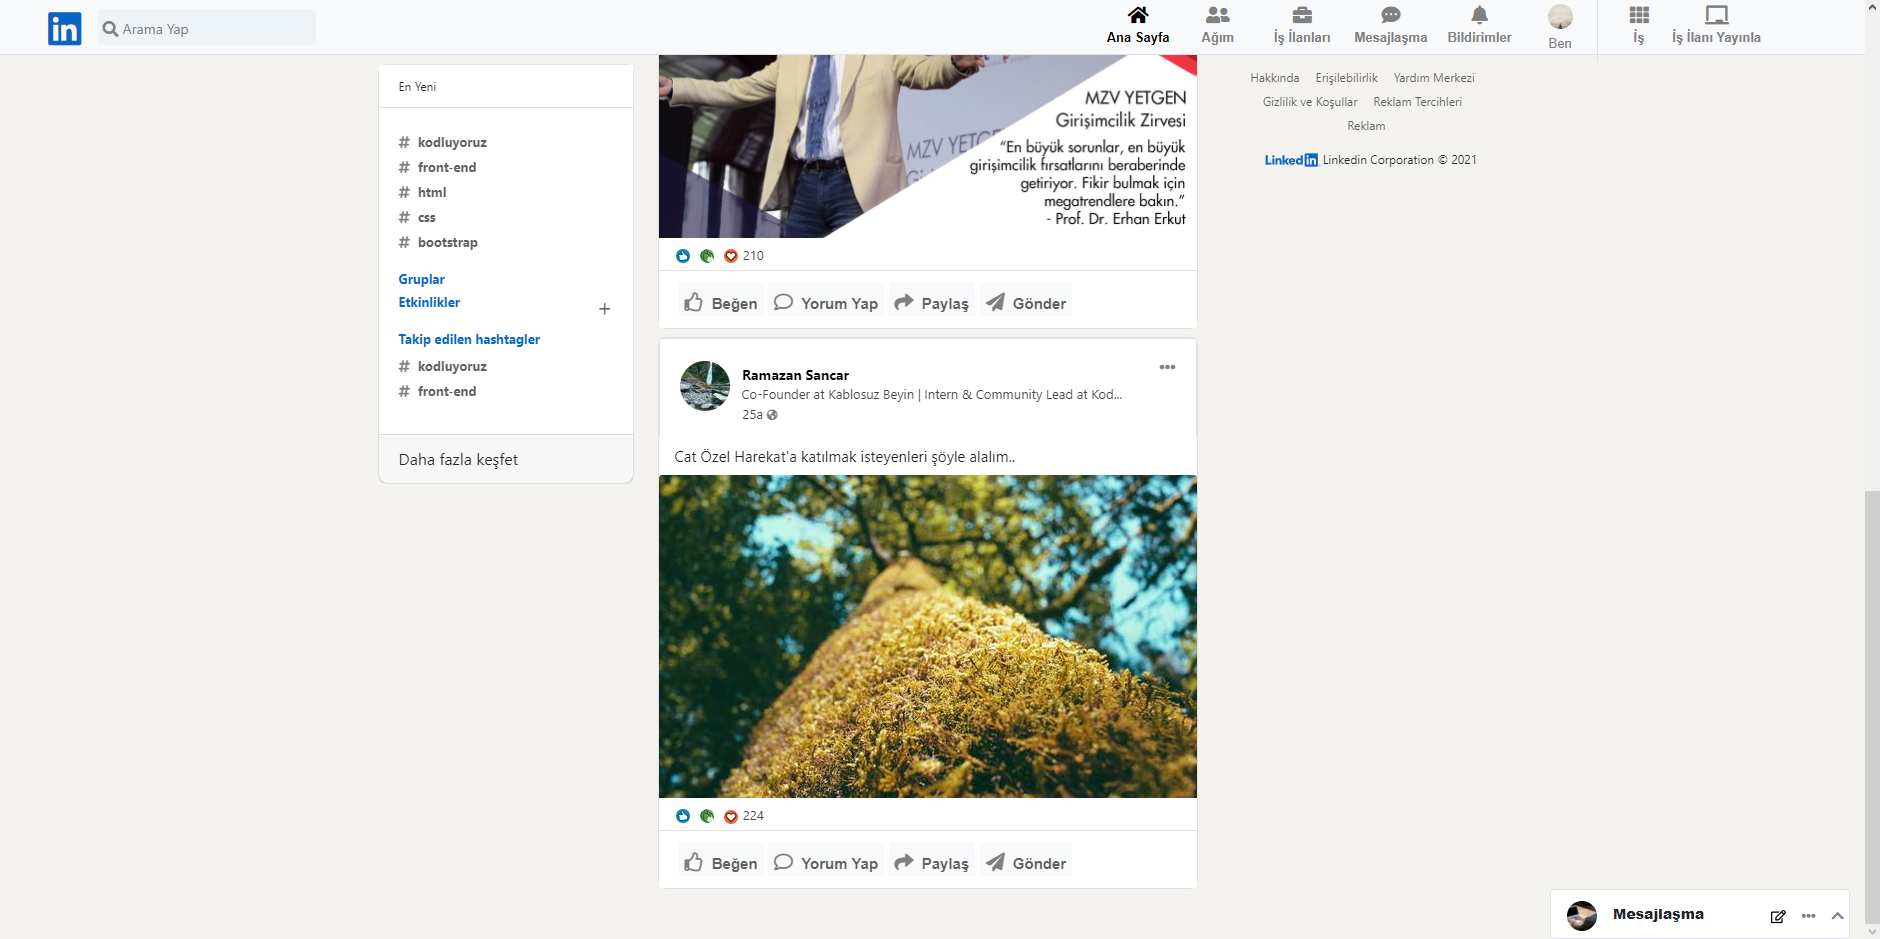 in
Arama Yap
Ana Sayfa
Ağım
İş İlanları
Mesajlaşma
Bildirimler
Ben
İş
İş İlanı Yayınla
En Yeni
# kodluyoruz
# front-end
# html
# css
# bootstrap
Gruplar
Etkinlikler
+
Takip edilen hashtagler
# kodluyoruz
# front-end
Daha fazla keşfet
MZV YETGEN
MZV YETGEN
Girişimcilik Zirvesi
“En büyük sorunlar, en büyük
girişimcilik fırsatlarını beraberinde
getiriyor. Fikir bulmak için
megatrendlere bakın.”
- Prof. Dr. Erhan Erkut
210
Beğen
Yorum Yap
Paylaş
Gönder
Ramazan Sancar
Co-Founder at Kablosuz Beyin | Intern & Community Lead at Kod...
25a
Cat Özel Harekat'a katılmak isteyenleri şöyle alalım..
224
Beğen
Yorum Yap
Paylaş
Gönder
Hakkında Erişilebilirlik Yardım Merkezi
Gizlilik ve Koşullar Reklam Tercihleri
Reklam
Linkedin Linkedin Corporation © 2021
Mesajlaşma